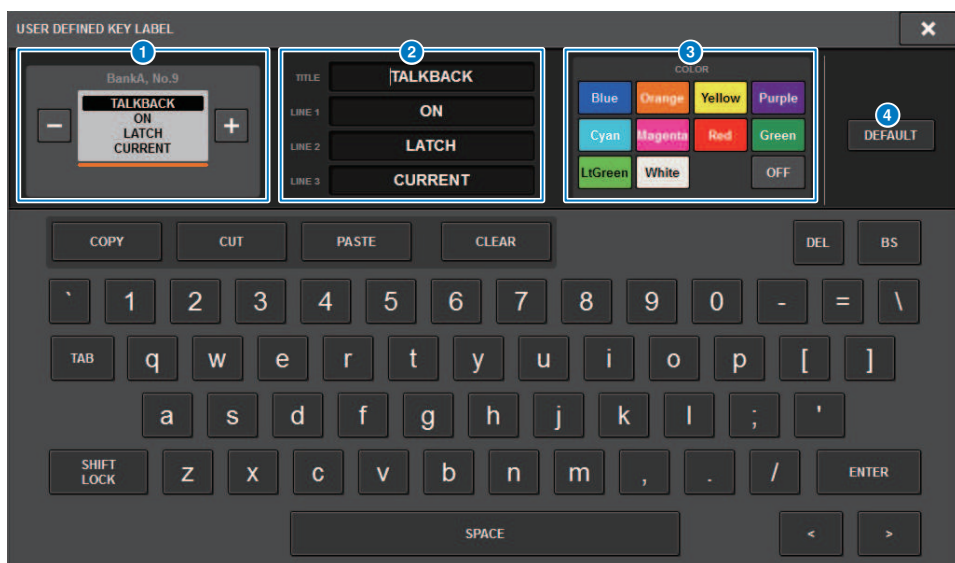 USER DEFINED KEY LABEL
×
1
2
3
4
BankA, No.9
TALKBACK
ON
LATCH
CURRENT
−
+
TITLE TALKBACK
LINE 1 ON
LINE 2 LATCH
LINE 3 CURRENT
COLOR
Blue Orange Yellow Purple
Cyan Magenta Red Green
LtGreen White OFF
DEFAULT
COPY CUT PASTE CLEAR DEL BS
` 1 2 3 4 5 6 7 8 9 0 - = \
TAB q w e r t y u i o p [ ]
a s d f g h j k l ; '
SHIFT LOCK z x c v b n m , . / ENTER
SPACE < >